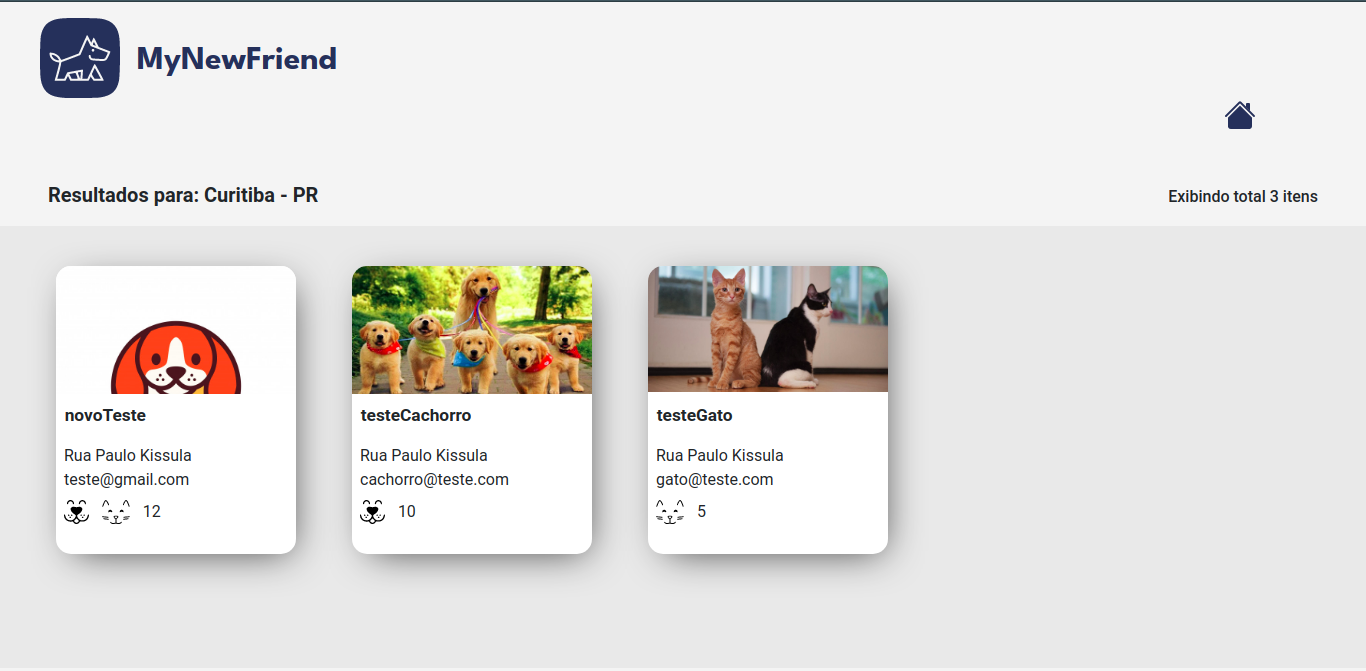 MyNewFriend
Resultados para: Curitiba - PR
Exibindo total 3 itens
novoTeste
Rua Paulo Kissula
teste@gmail.com
12
testeCachorro
Rua Paulo Kissula
cachorro@teste.com
10
testeGato
Rua Paulo Kissula
gato@teste.com
5